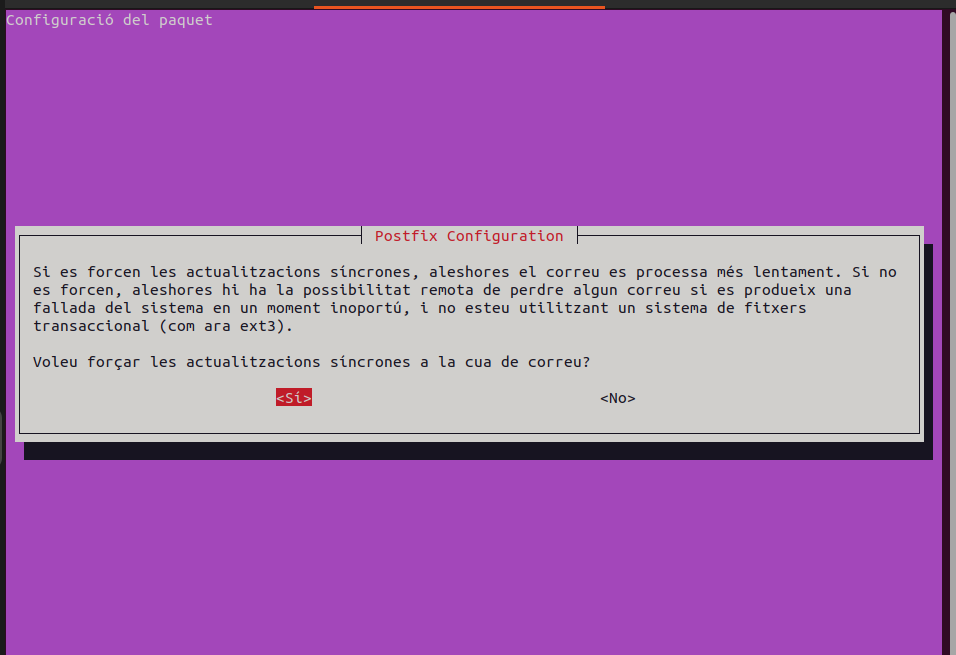 Configuració del paquet
Postfix Configuration
Si es forcen les actualitzacions síncrones, aleshores el correu es processa més lentament. Si no
es forcen, aleshores hi ha la possibilitat remota de perdre algun correu si es produeix una
fallada del sistema en un moment inoportú, i no esteu utilitzant un sistema de fitxers
transaccional (com ara ext3).
Voleu forçar les actualitzacions síncrones a la cua de correu?
<Sí> <No>